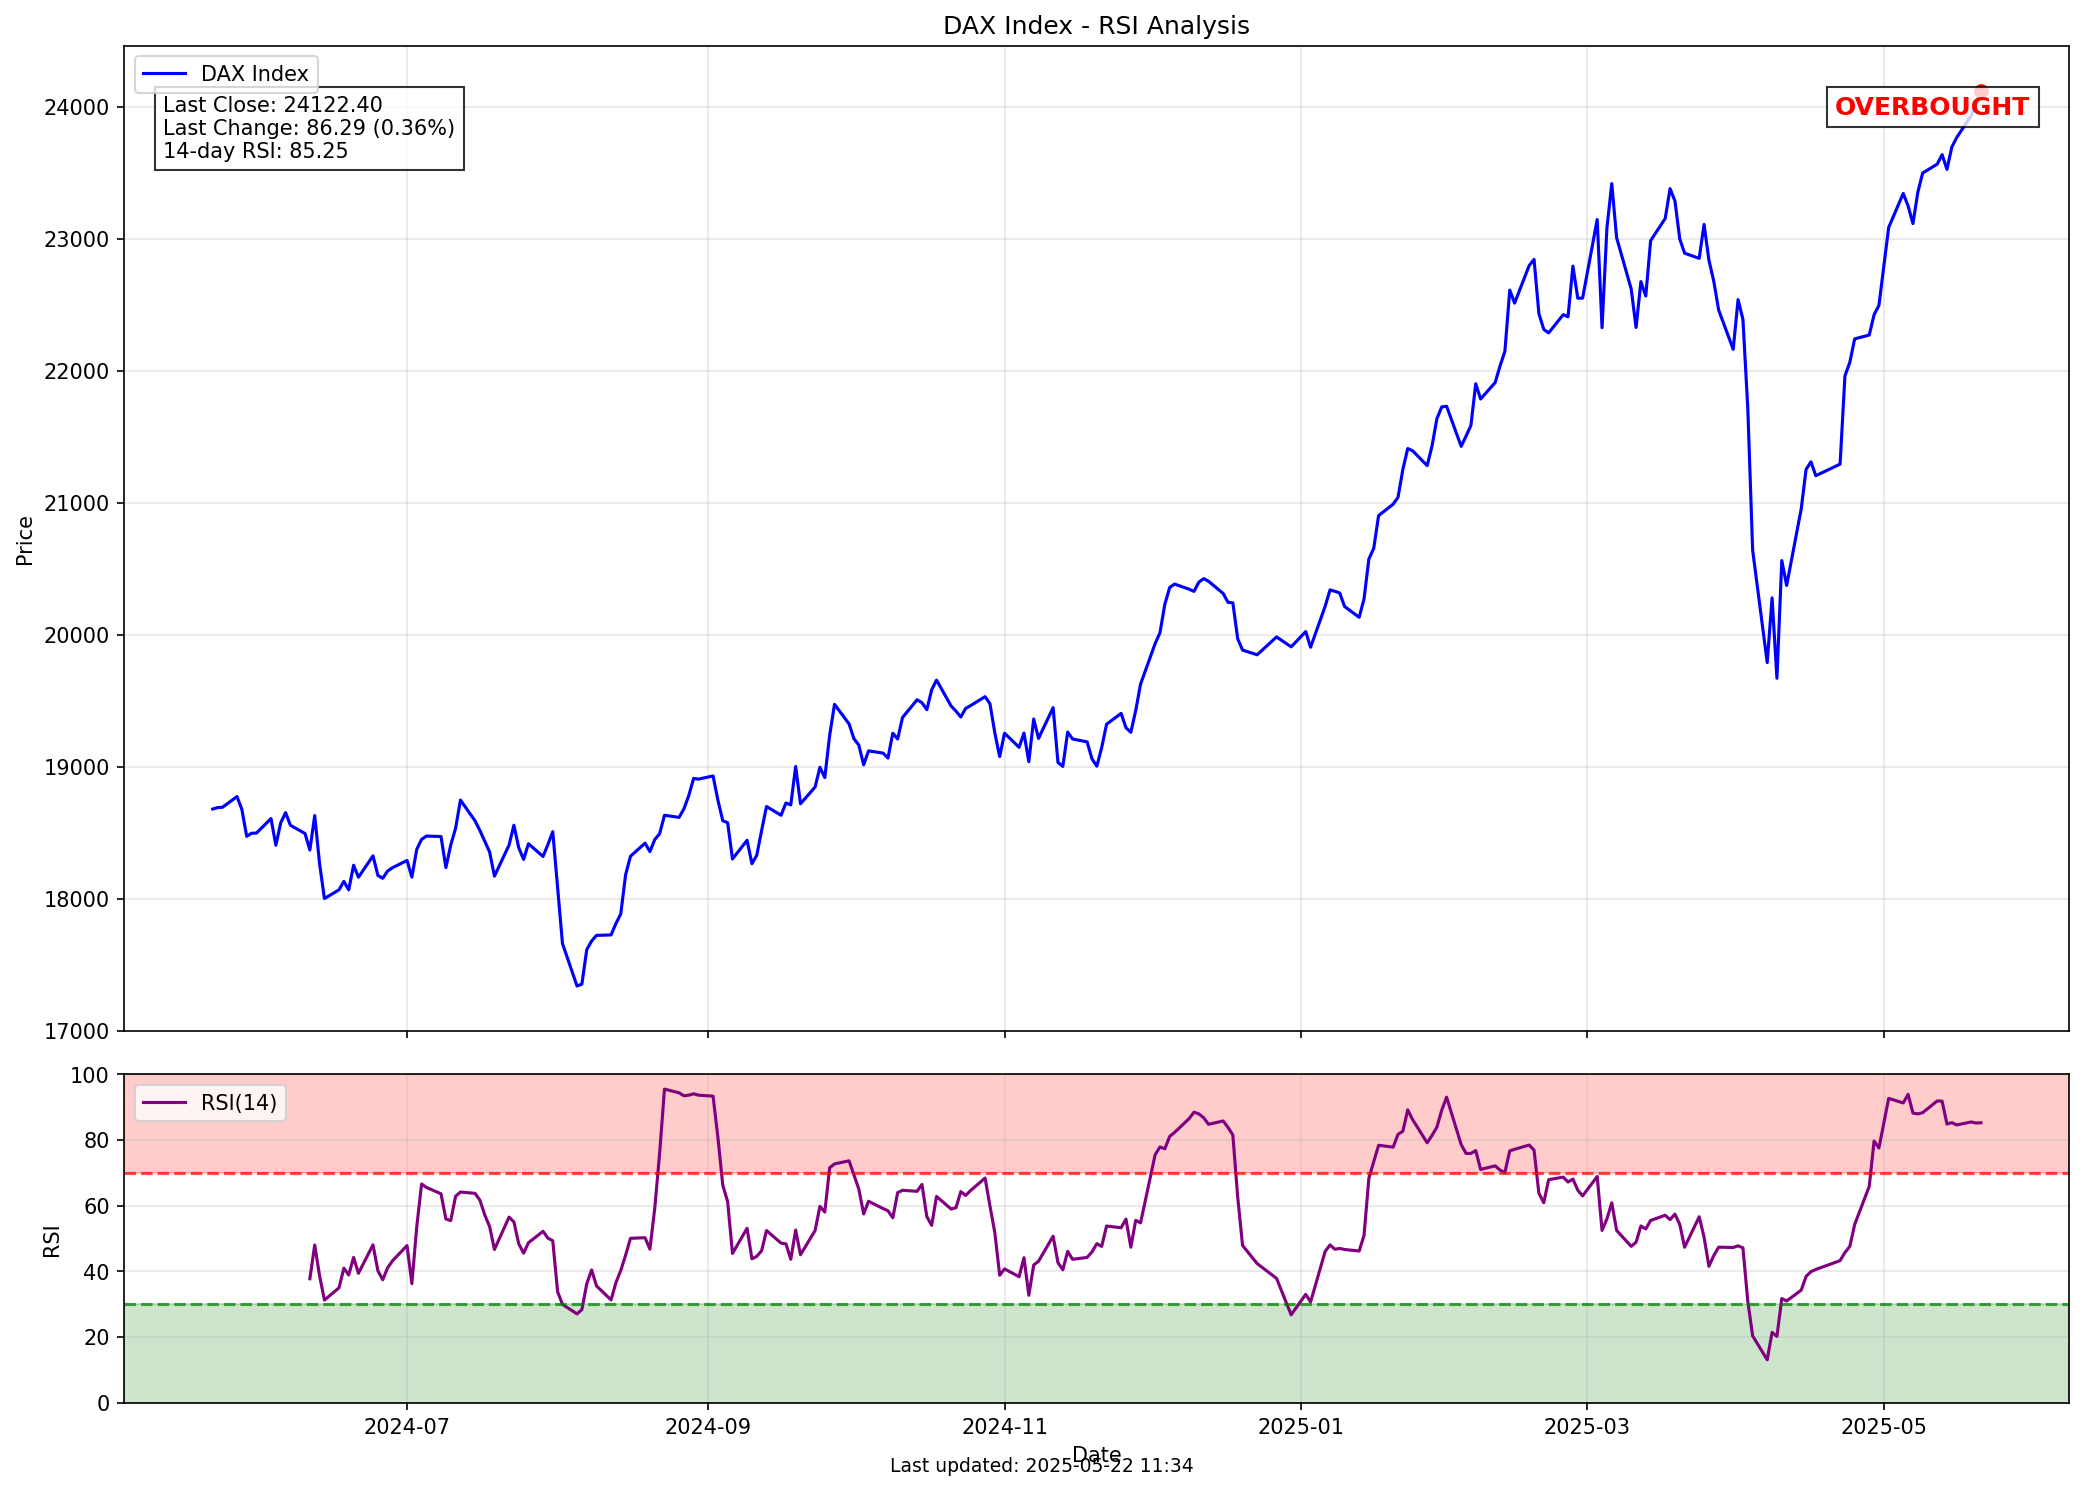 DAX Index - RSI Analysis
DAX Index
Last Close: 24122.40
Last Change: 86.29 (0.36%)
14-day RSI: 85.25
OVERBOUGHT
Price
24000
23000
22000
21000
20000
19000
18000
17000
RSI(14)
RSI
100
80
60
40
20
0
2024-07
2024-09
2024-11
2025-01
2025-03
2025-05
Date
Last updated: 2025-05-22 11:34